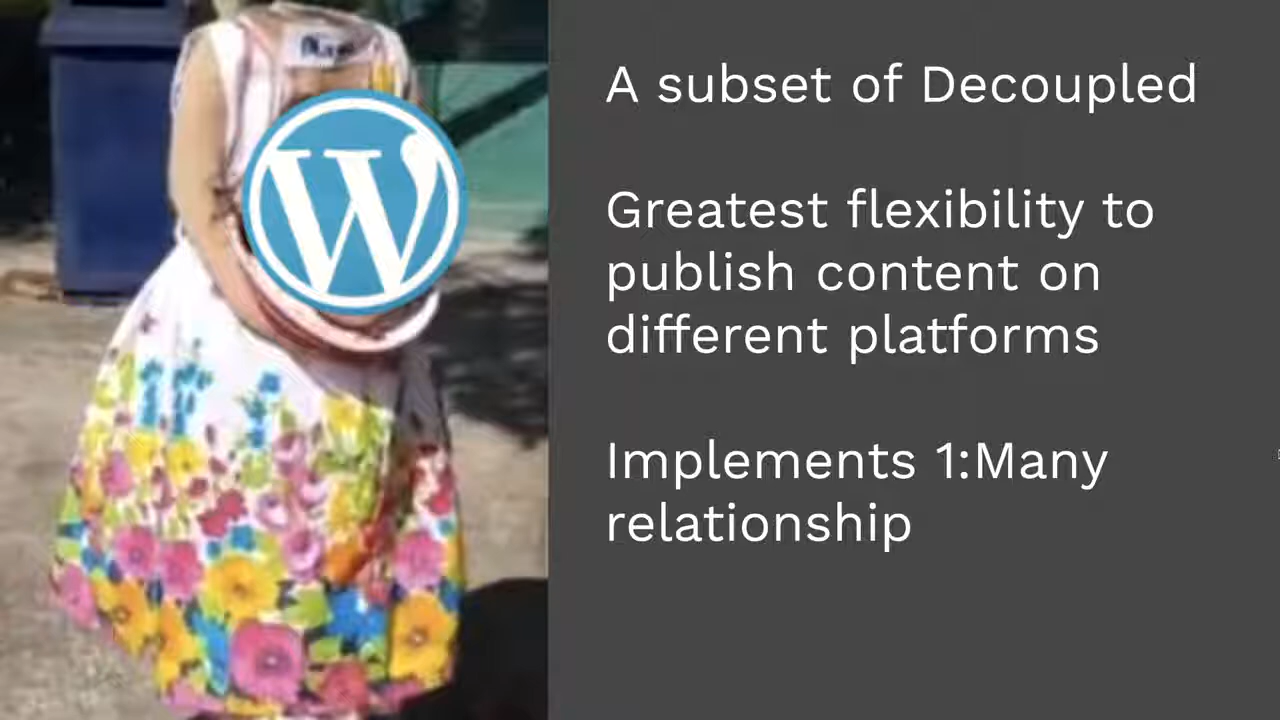 A subset of Decoupled
Greatest flexibility to
publish content on
different platforms
Implements 1:Many
relationship